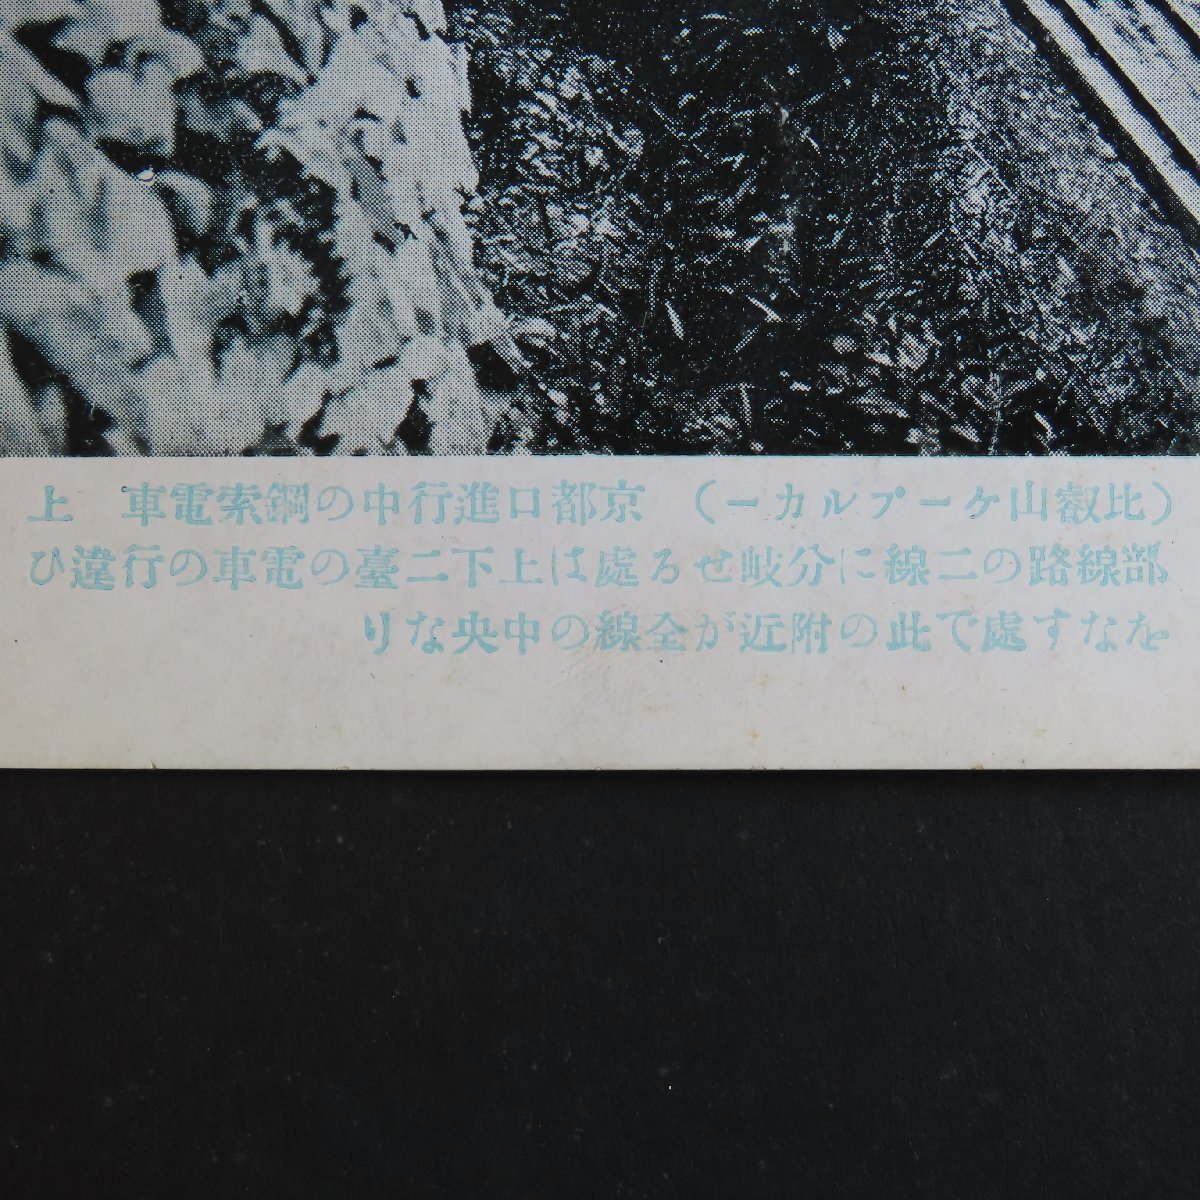 (比叡山ケーブルカー) 京都口進行中の鋼索電車 上
部線路の二線に分岐せる處は上下二臺の電車の行違ひ
をなす處で此の附近が全線の中央なり